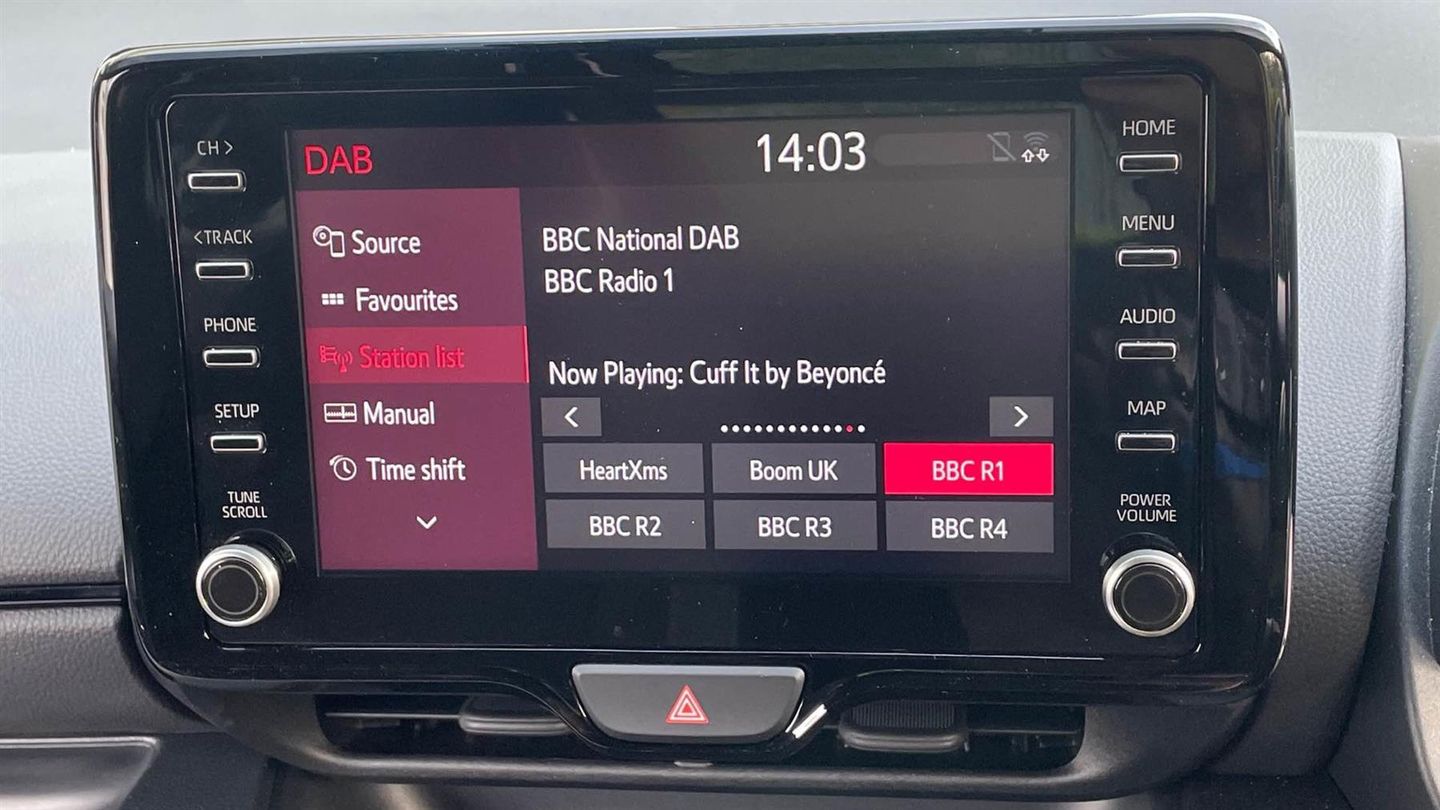 CH >
<TRACK
PHONE
SETUP
TUNE
SCROLL
DAB
14:03
Source
Favourites
Station list
Manual
Time shift
BBC National DAB
BBC Radio 1
Now Playing: Cuff It by Beyoncé
HeartXms
Boom UK
BBC R1
BBC R2
BBC R3
BBC R4
HOME
MENU
AUDIO
MAP
POWER
VOLUME